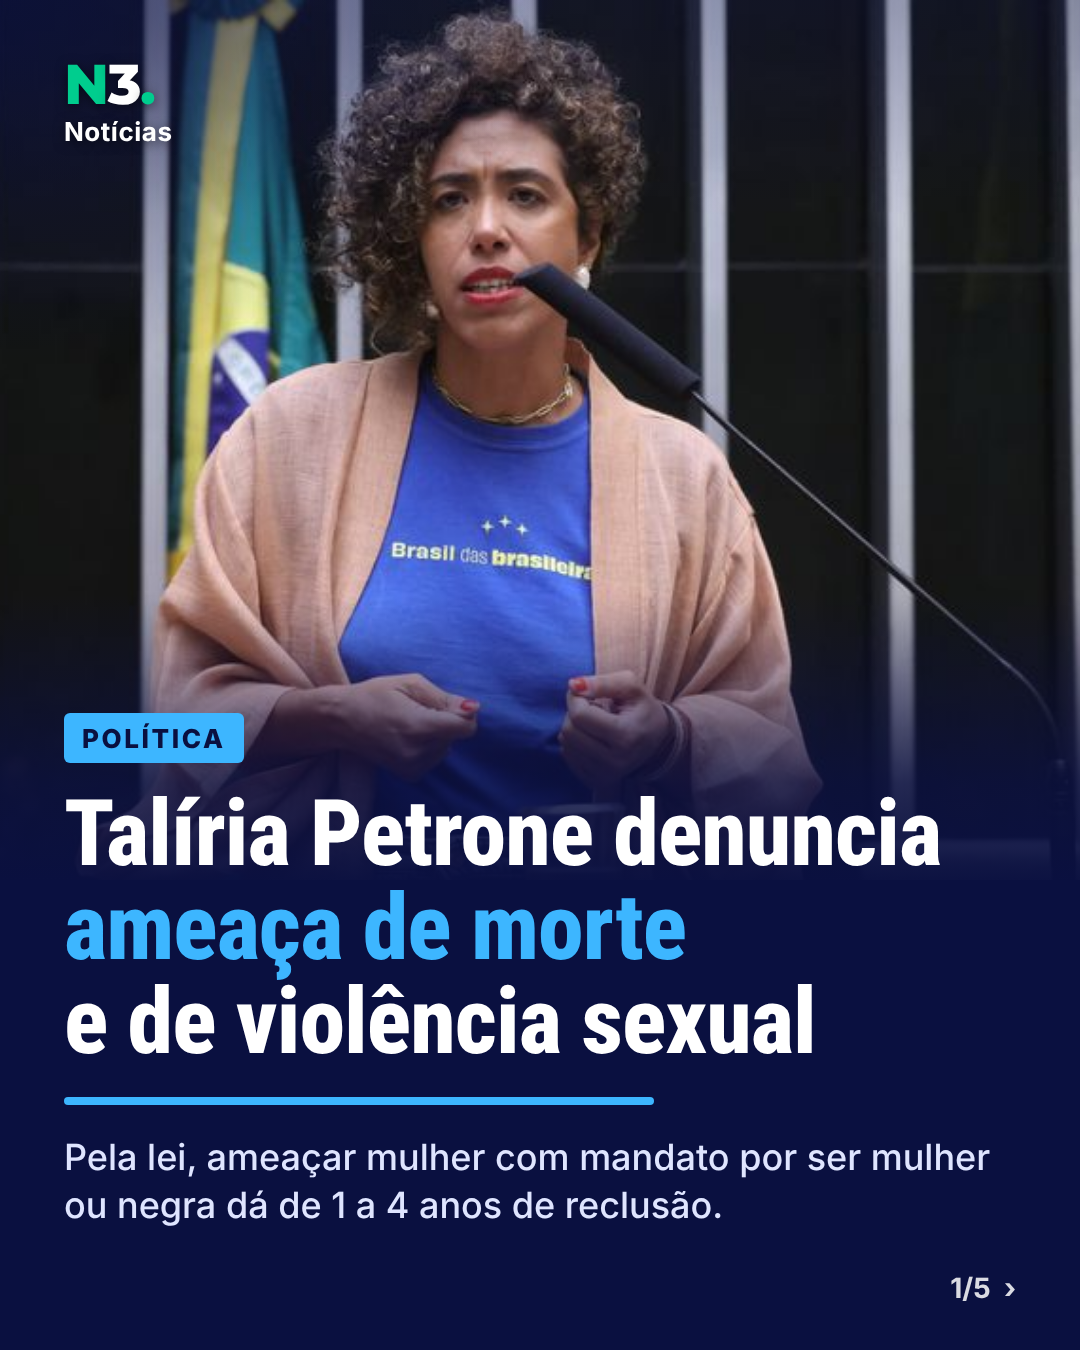 N3.
Notícias
Brasil das brasileira
POLÍTICA
Talíria Petrone denuncia
ameaça de morte
e de violência sexual
Pela lei, ameaçar mulher com mandato por ser mulher
ou negra dá de 1 a 4 anos de reclusão.
1/5 ›